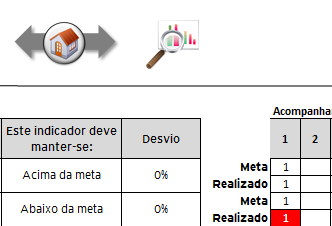 Acompanha
Este indicador deve manter-se: Desvio 1 2
Meta 1
Acima da meta 0% Realizado 1
Meta 1
Abaixo da meta 0% Realizado 1